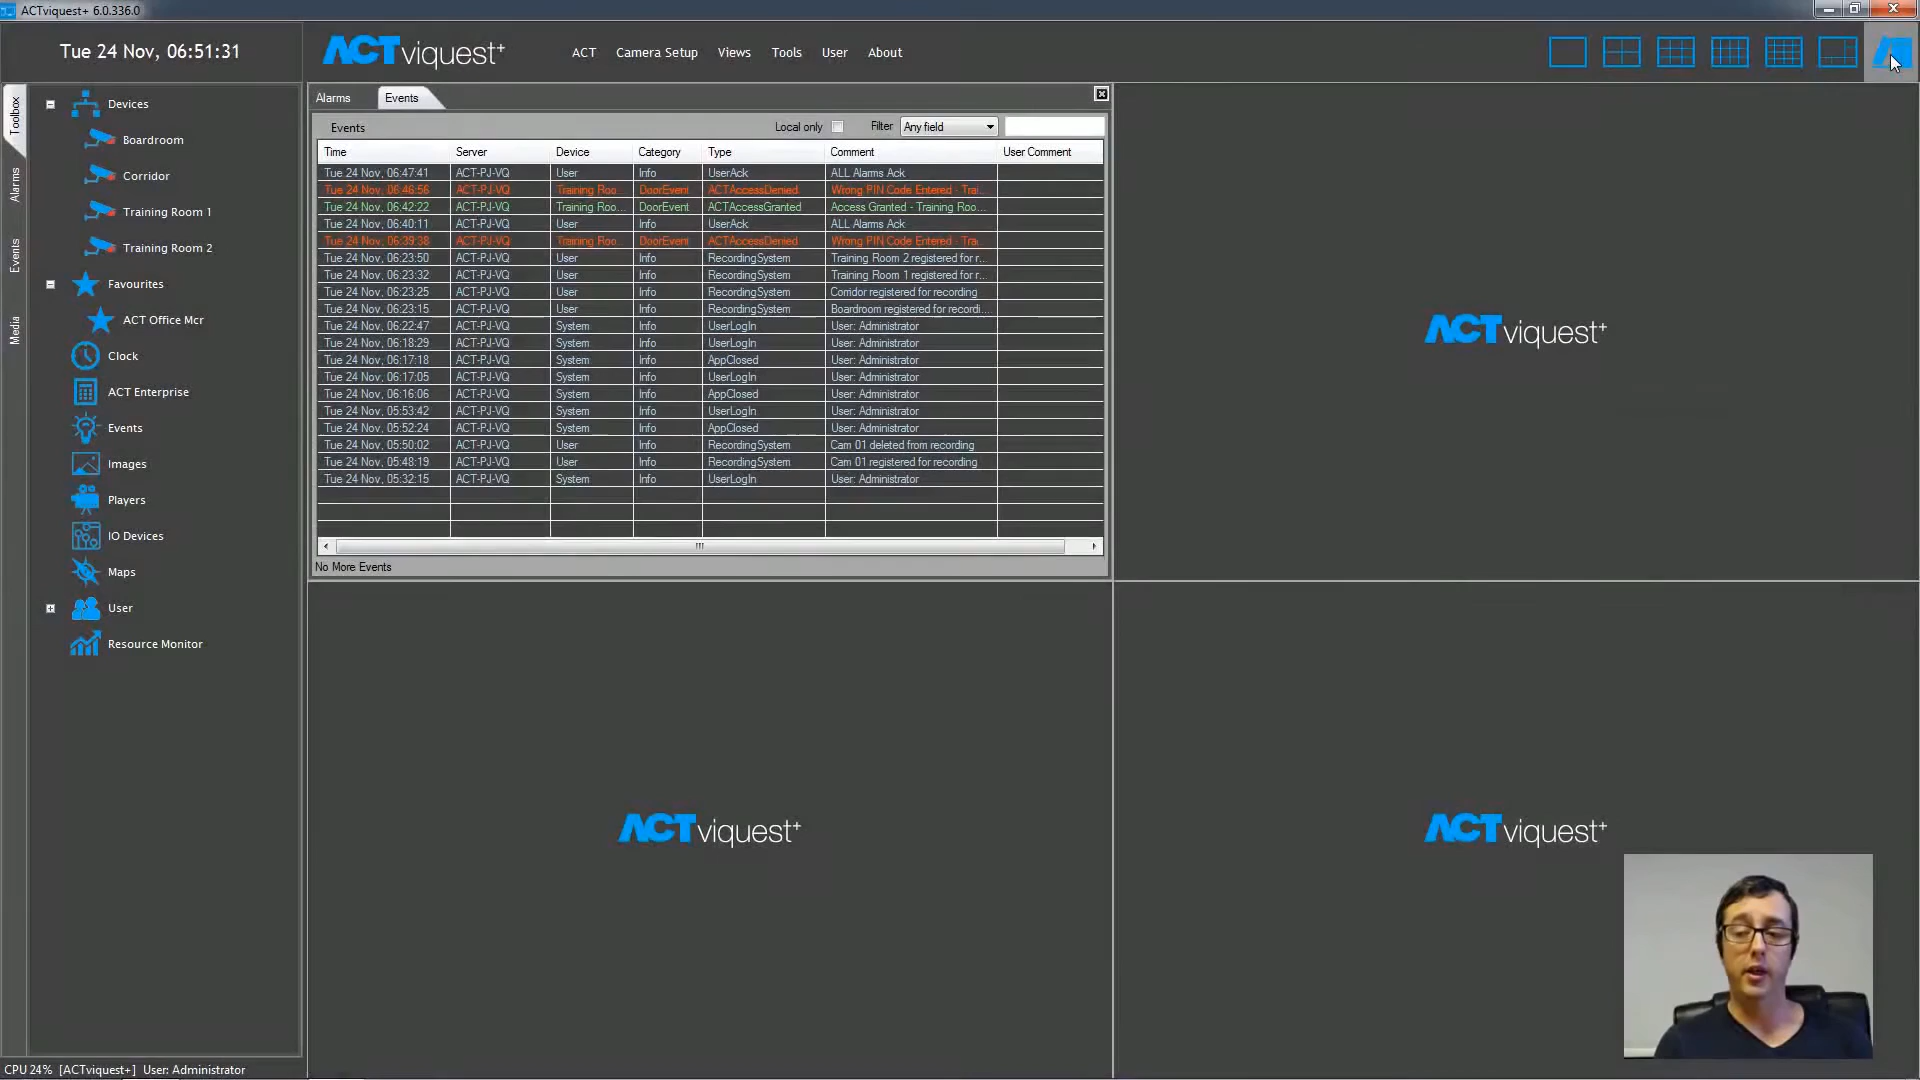 ACTviquest+ 6.0.336.0
Tue 24 Nov, 06:51:31
ACTviquest+
ACT Camera Setup Views Tools User About
Toolbox
Alarms
Events
Media
Devices
Boardroom
Corridor
Training Room 1
Training Room 2
Favourites
ACT Office Mcr
Clock
ACT Enterprise
Events
Images
Players
IO Devices
Maps
User
Resource Monitor
Alarms Events
Events Local only Filter Any field
Time Server Device Category Type Comment User Comment
Tue 24 Nov, 06:47:41 ACT-PJ-VQ User Info UserAck ALL Alarms Ack
Tue 24 Nov, 06:46:56 ACT-PJ-VQ Training Roo... DoorEvent ACTAccessDenied Wrong PIN Code Entered - Trai...
Tue 24 Nov, 06:42:22 ACT-PJ-VQ Training Roo... DoorEvent ACTAccessGranted Access Granted - Training Roo...
Tue 24 Nov, 06:40:11 ACT-PJ-VQ User Info UserAck ALL Alarms Ack
Tue 24 Nov, 06:39:38 ACT-PJ-VQ Training Roo... DoorEvent ACTAccessDenied Wrong PIN Code Entered - Trai...
Tue 24 Nov, 06:23:50 ACT-PJ-VQ User Info RecordingSystem Training Room 2 registered for r...
Tue 24 Nov, 06:23:32 ACT-PJ-VQ User Info RecordingSystem Training Room 1 registered for r...
Tue 24 Nov, 06:23:25 ACT-PJ-VQ User Info RecordingSystem Corridor registered for recording
Tue 24 Nov, 06:23:15 ACT-PJ-VQ User Info RecordingSystem Boardroom registered for recordi...
Tue 24 Nov, 06:22:47 ACT-PJ-VQ System Info UserLogIn User: Administrator
Tue 24 Nov, 06:18:29 ACT-PJ-VQ System Info UserLogIn User: Administrator
Tue 24 Nov, 06:17:18 ACT-PJ-VQ System Info AppClosed User: Administrator
Tue 24 Nov, 06:17:05 ACT-PJ-VQ System Info UserLogIn User: Administrator
Tue 24 Nov, 06:16:06 ACT-PJ-VQ System Info AppClosed User: Administrator
Tue 24 Nov, 05:53:42 ACT-PJ-VQ System Info UserLogIn User: Administrator
Tue 24 Nov, 05:52:24 ACT-PJ-VQ System Info AppClosed User: Administrator
Tue 24 Nov, 05:50:02 ACT-PJ-VQ User Info RecordingSystem Cam 01 deleted from recording
Tue 24 Nov, 05:48:19 ACT-PJ-VQ User Info RecordingSystem Cam 01 registered for recording
Tue 24 Nov, 05:32:15 ACT-PJ-VQ System Info UserLogIn User: Administrator
No More Events
ACTviquest+
ACTviquest+
ACTviquest+
CPU 24% [ACTviquest+] User: Administrator